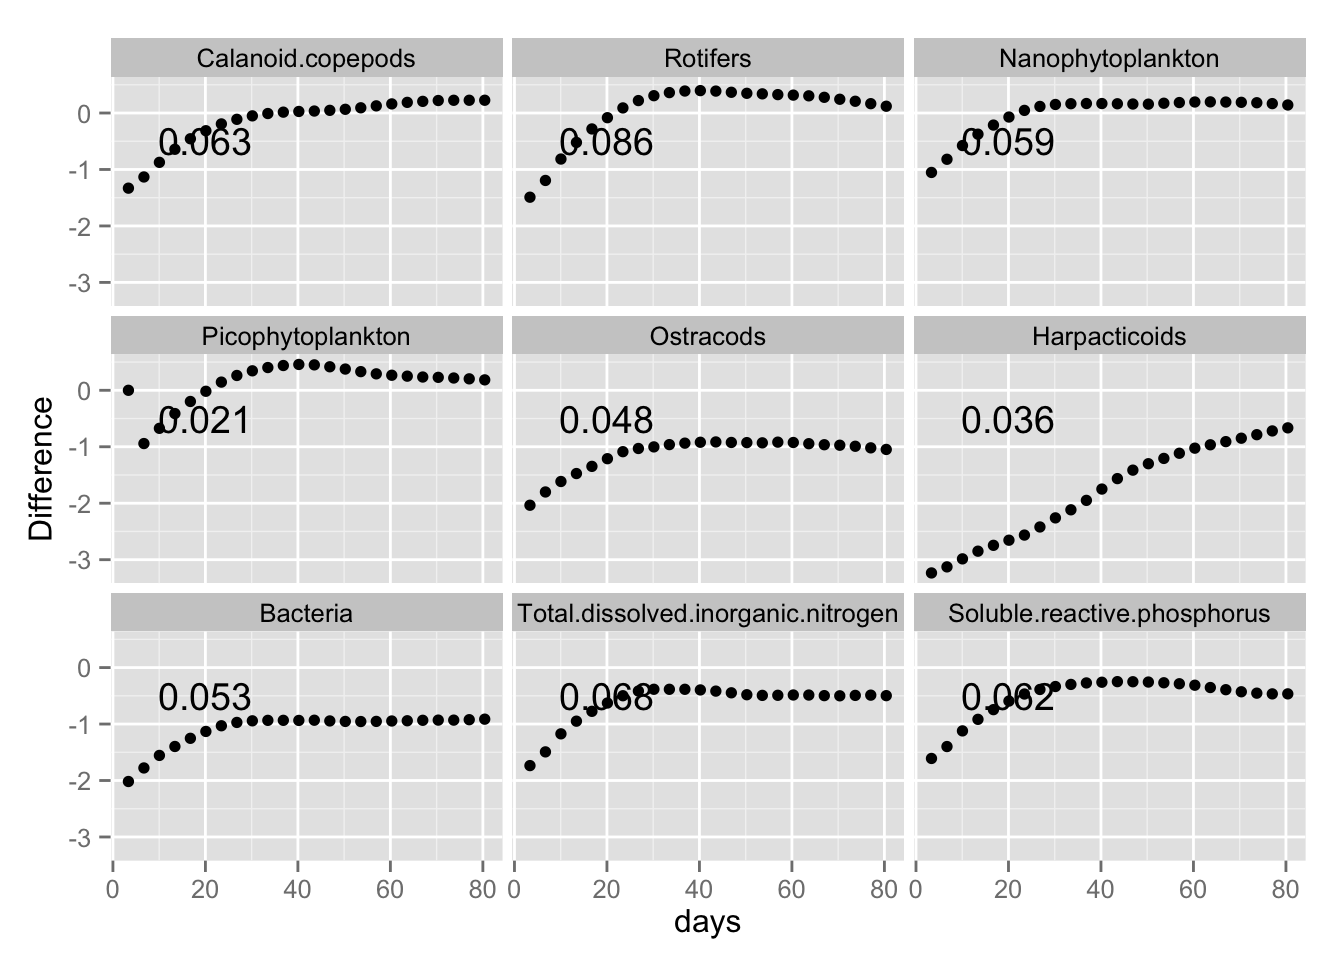 Calanoid.copepods Rotifers Nanophytoplankton
0
0.063 0.086 0.059
-1
-2
-3
Picophytoplankton Ostracods Harpacticoids
0
0.021 0.048 0.036
-1
-2
-3
Difference
Bacteria Total.dissolved.inorganic.nitrogen Soluble.reactive.phosphorus
0
0.053 0.068 0.062
-1
-2
-3
0 20 40 60 80 0 20 40 60 80 0 20 40 60 80
days